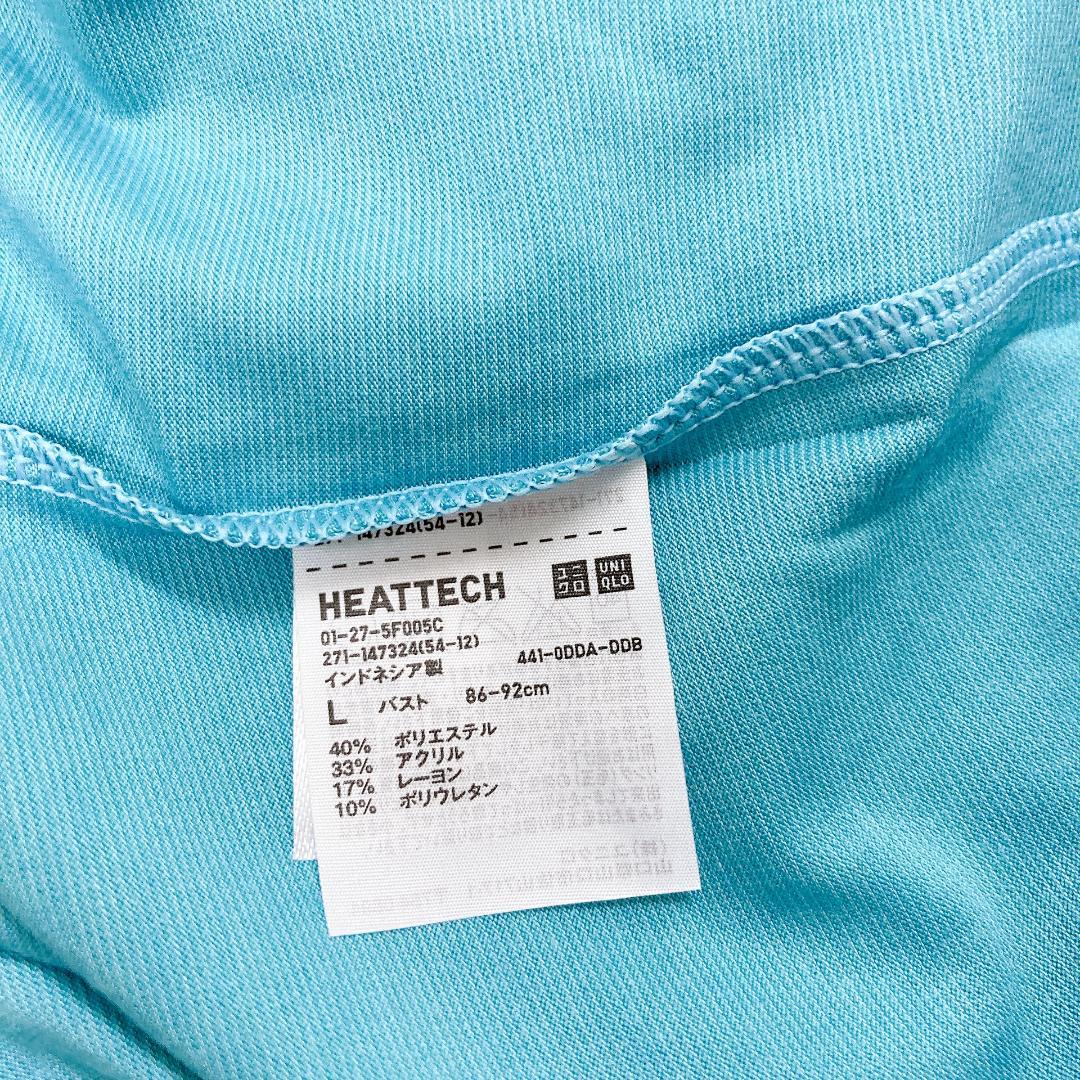 271-147324(54-12)
HEATTECH
ユニクロ
UNIQLO
01-27-5F005C
271-147324(54-12)
441-0DDA-DDB
インドネシア製
L バスト 86-92cm
40% ポリエステル
33% アクリル
17% レーヨン
10% ポリウレタン